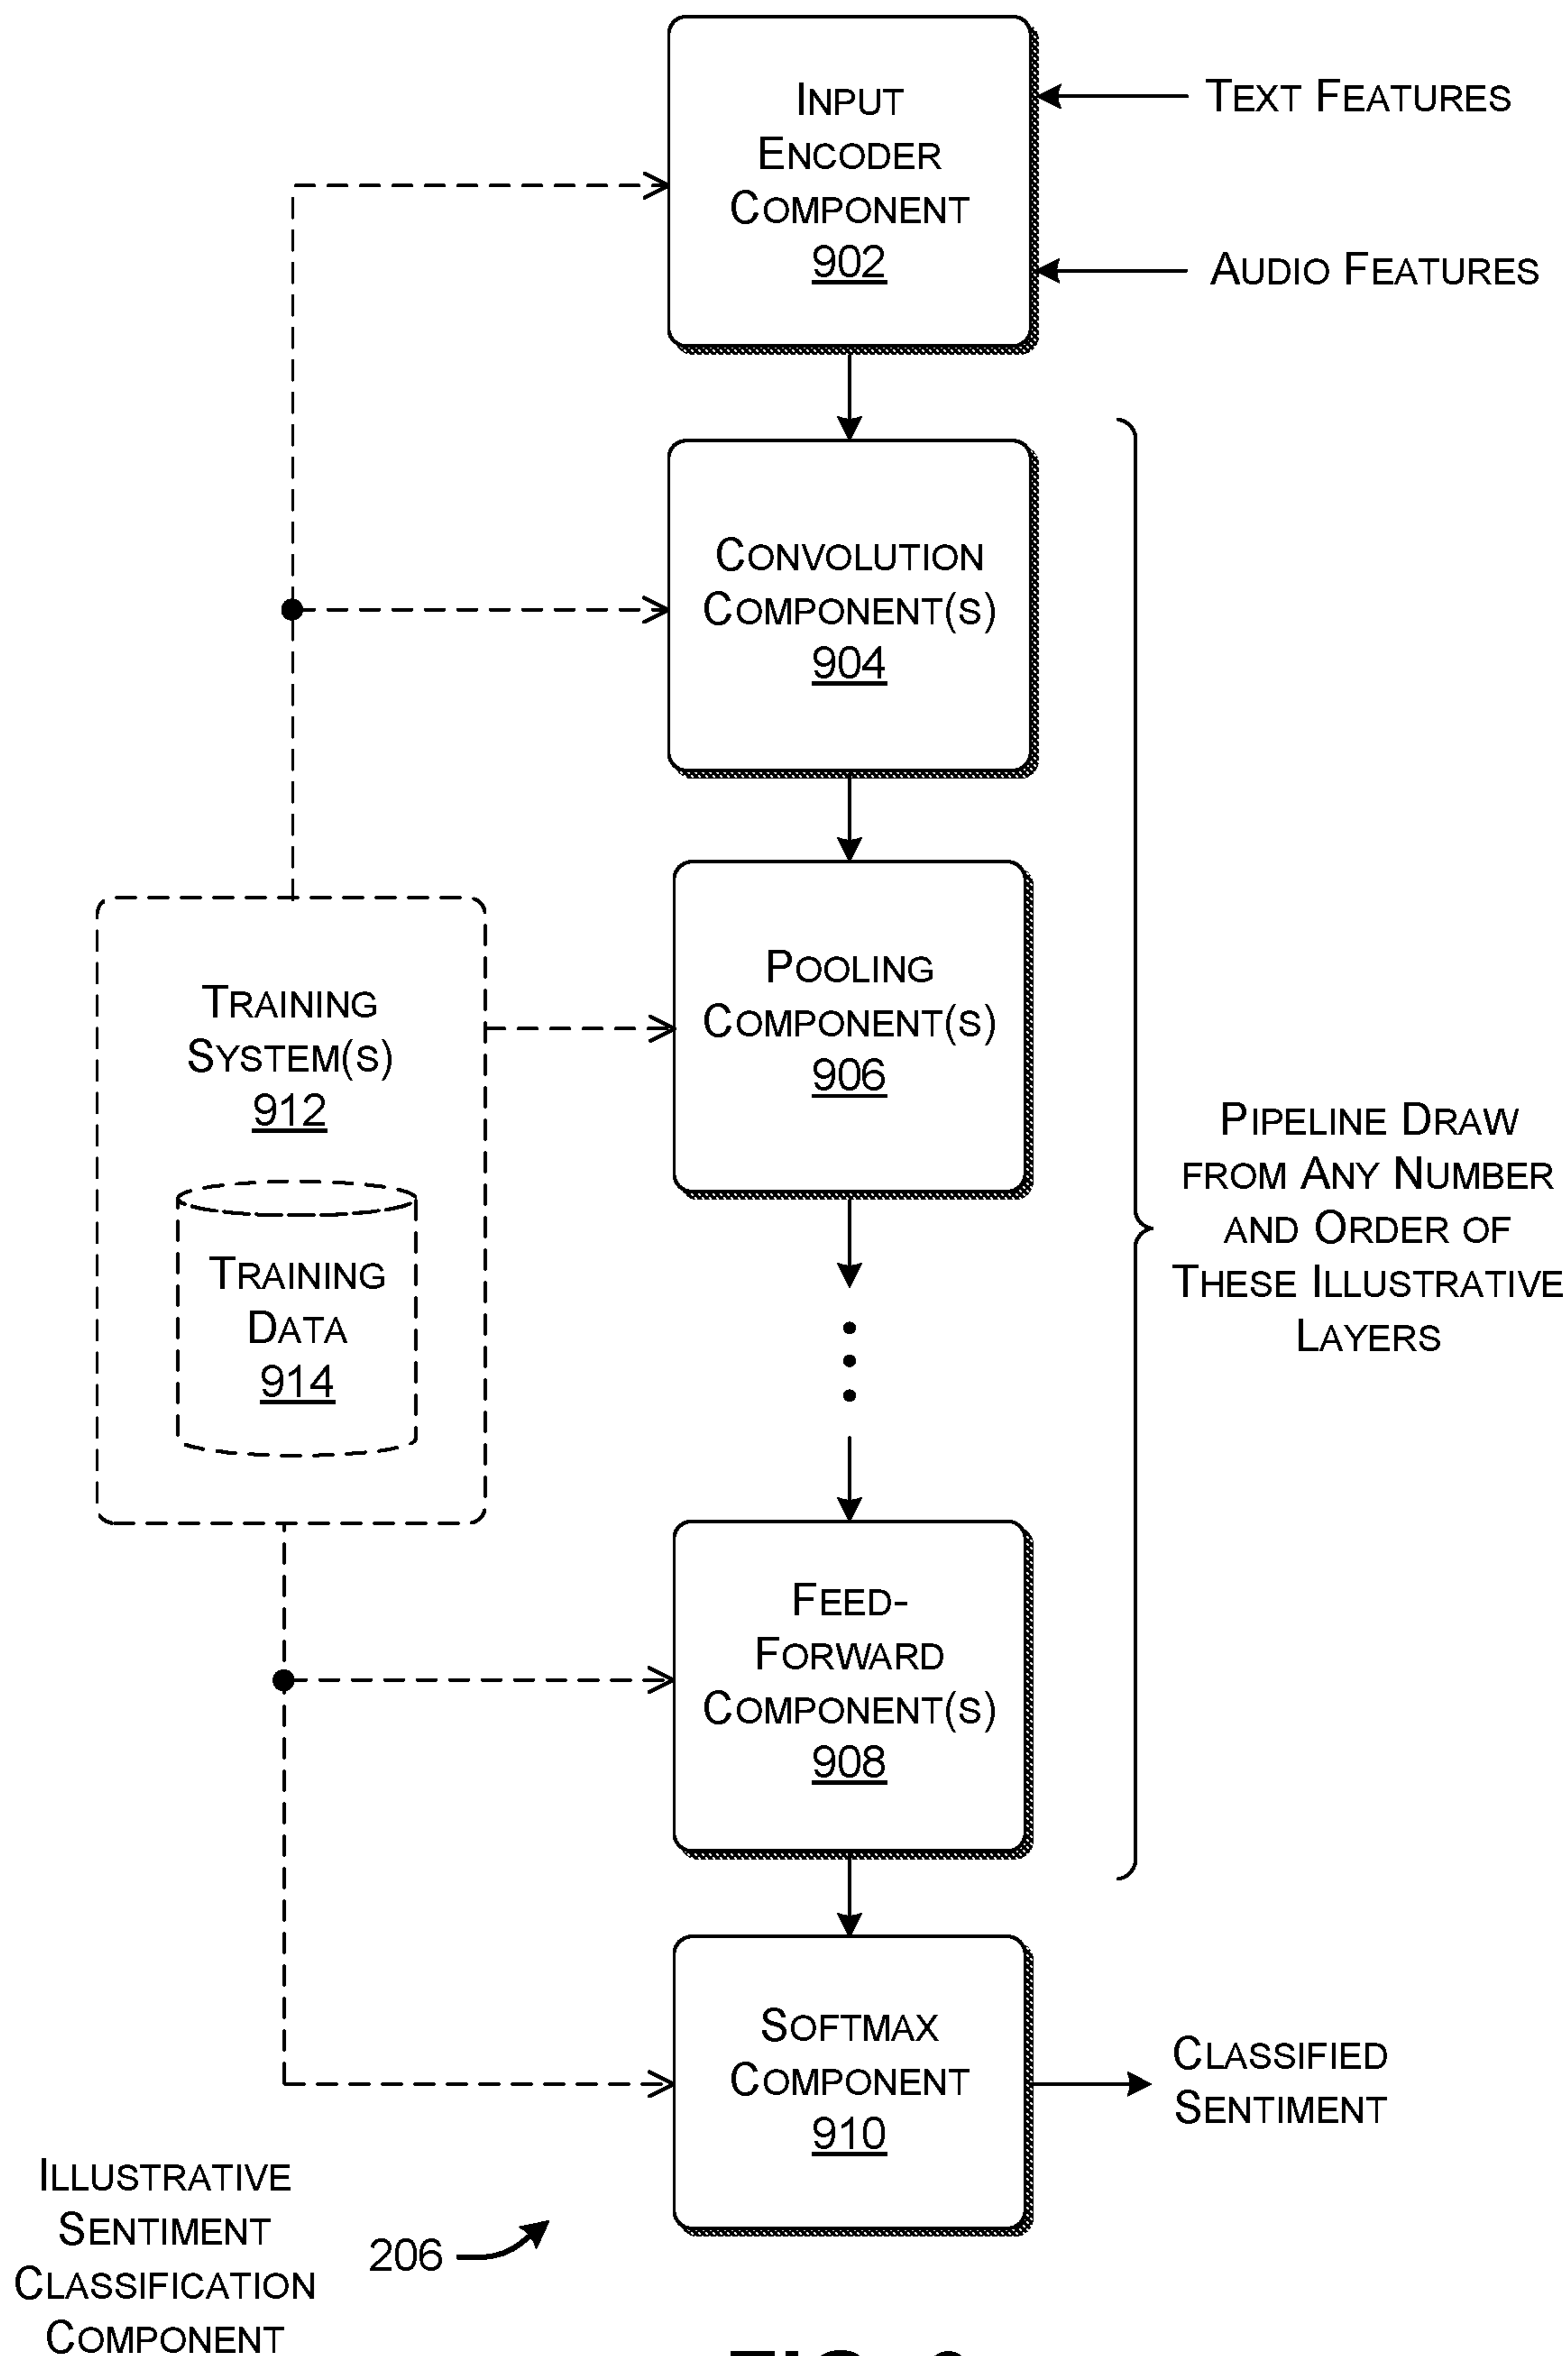 INPUT
ENCODER
COMPONENT
902
TEXT FEATURES
AUDIO FEATURES
CONVOLUTION
COMPONENT(S)
904
POOLING
COMPONENT(S)
906
TRAINING
SYSTEM(S)
912
TRAINING
DATA
914
PIPELINE DRAW
FROM ANY NUMBER
AND ORDER OF
THESE ILLUSTRATIVE
LAYERS
FEED-
FORWARD
COMPONENT(S)
908
SOFTMAX
COMPONENT
910
CLASSIFIED
SENTIMENT
ILLUSTRATIVE
SENTIMENT
CLASSIFICATION
COMPONENT
206